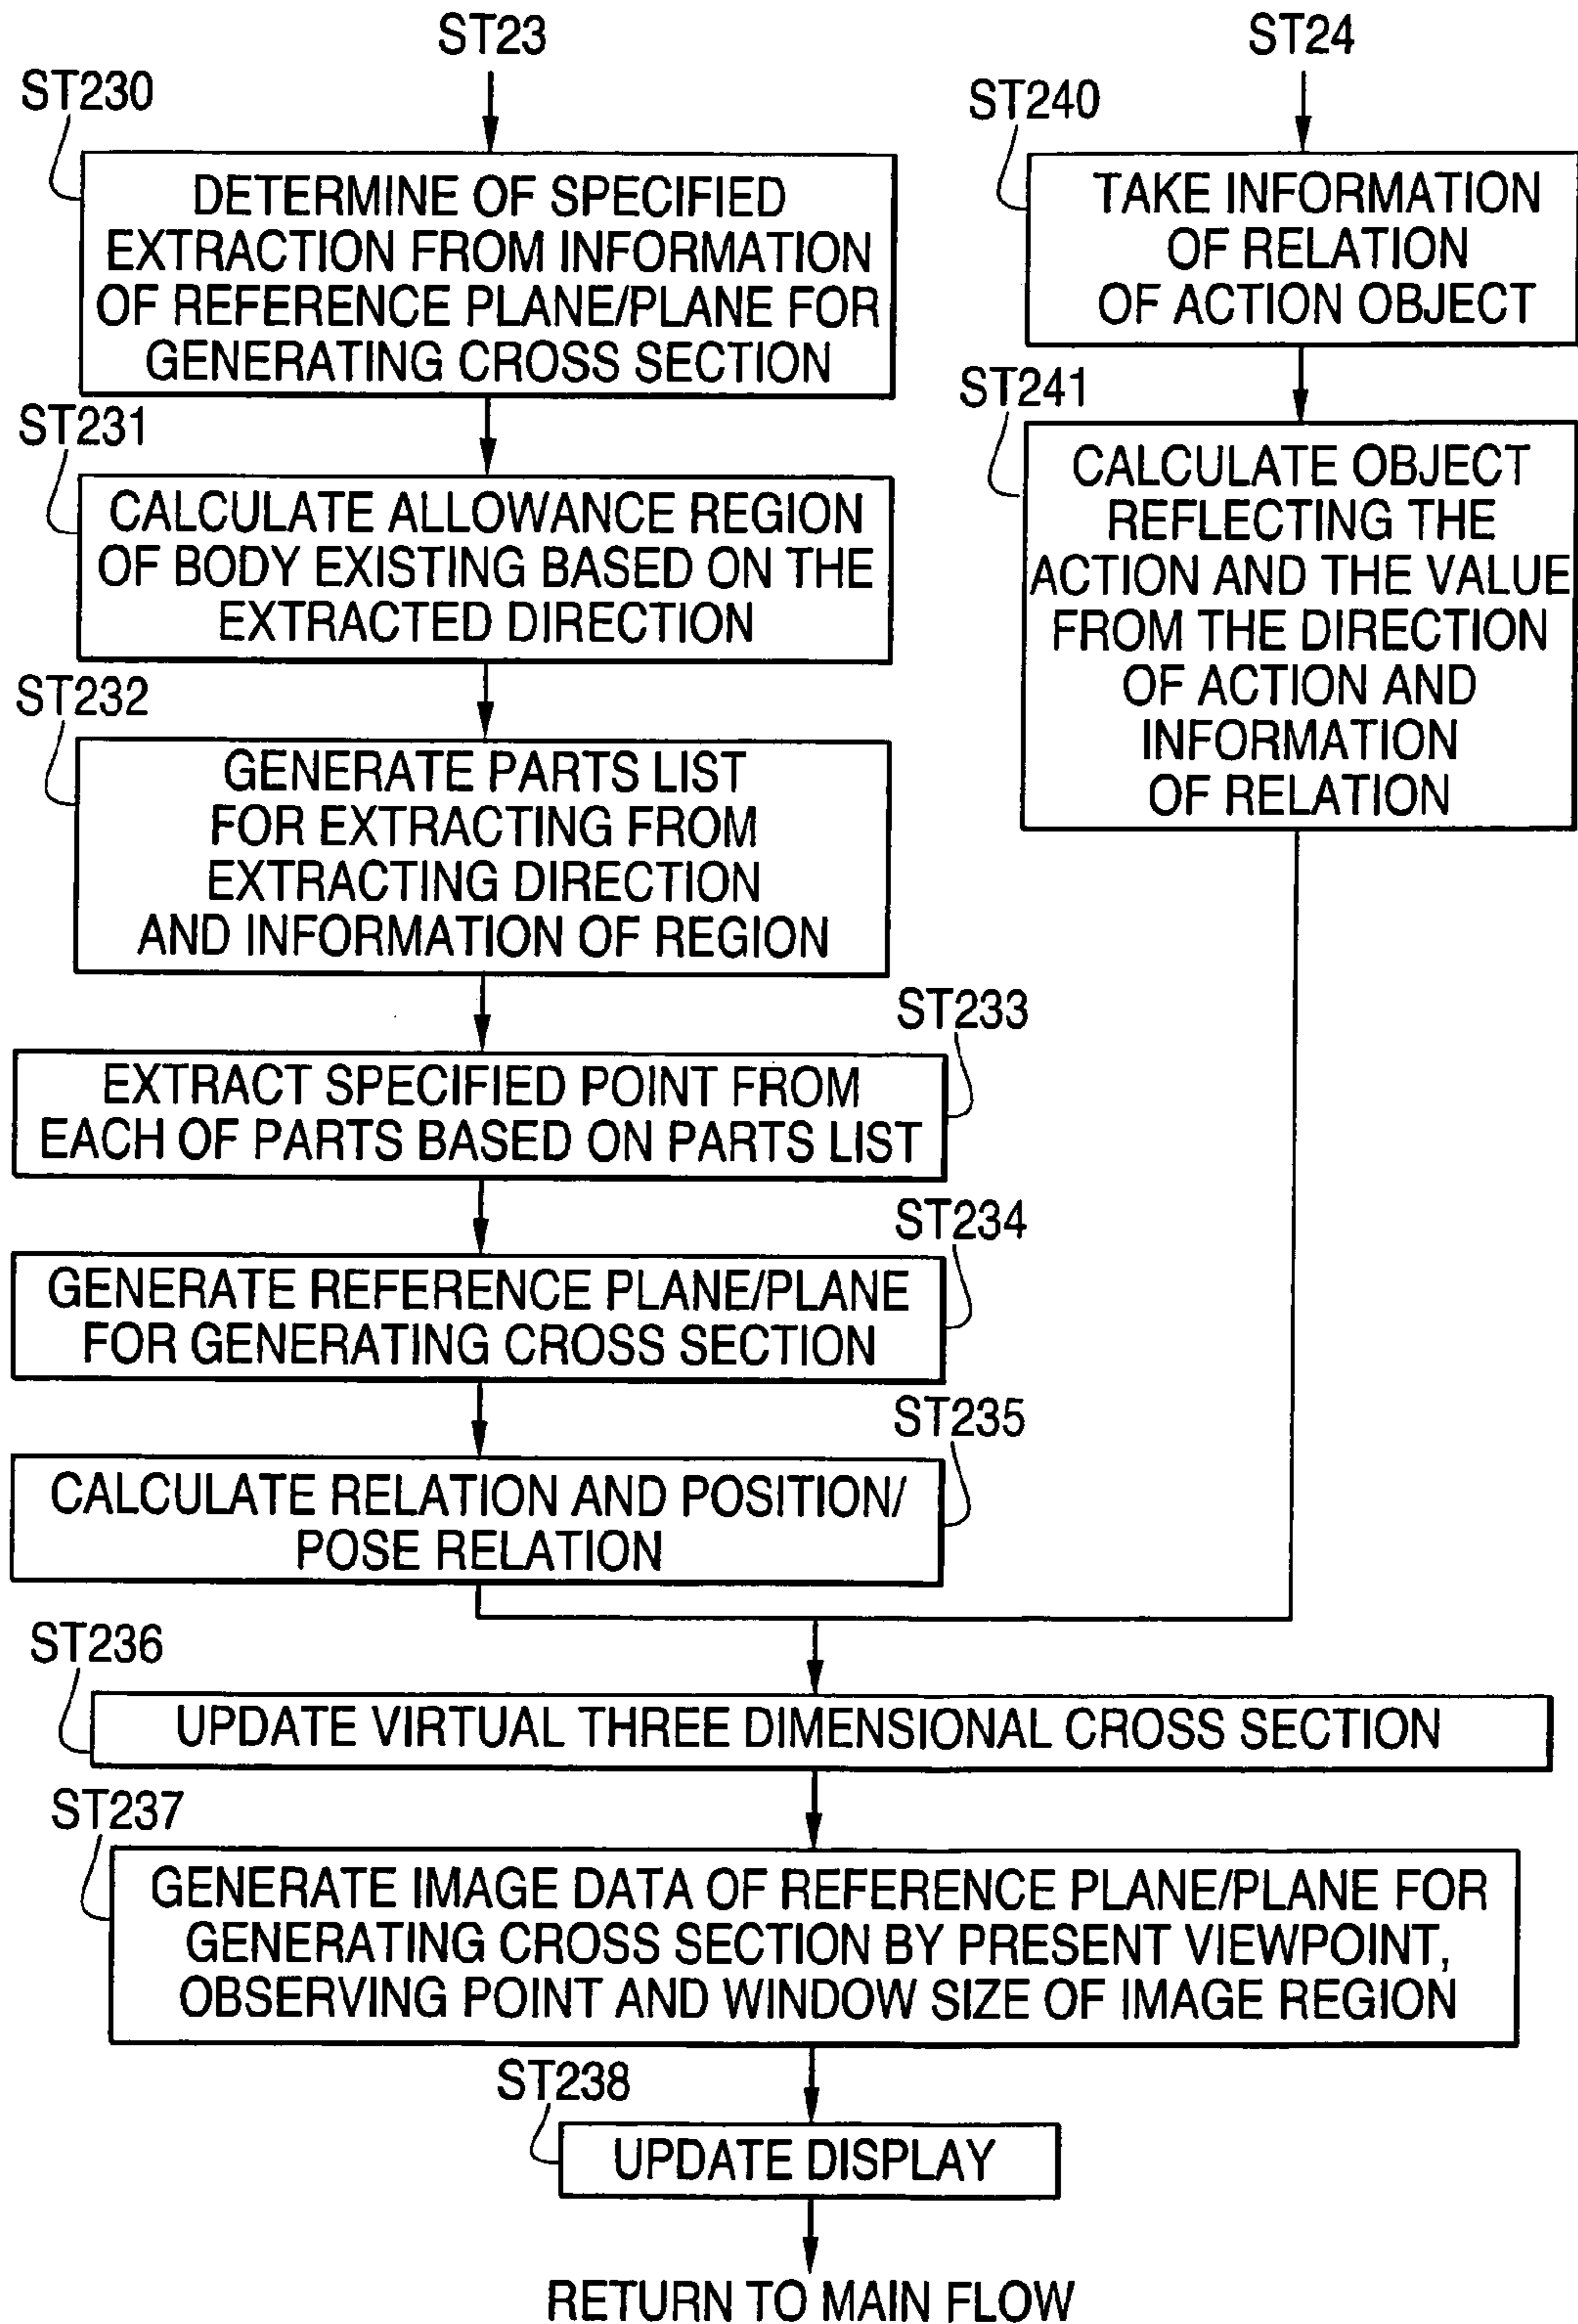 ST23
ST230
DETERMINE OF SPECIFIED
EXTRACTION FROM INFORMATION
OF REFERENCE PLANE/PLANE FOR
GENERATING CROSS SECTION
ST231
CALCULATE ALLOWANCE REGION
OF BODY EXISTING BASED ON THE
EXTRACTED DIRECTION
ST232
GENERATE PARTS LIST
FOR EXTRACTING FROM
EXTRACTING DIRECTION
AND INFORMATION OF REGION
ST233
EXTRACT SPECIFIED POINT FROM
EACH OF PARTS BASED ON PARTS LIST
ST234
GENERATE REFERENCE PLANE/PLANE
FOR GENERATING CROSS SECTION
ST235
CALCULATE RELATION AND POSITION/
POSE RELATION
ST24
ST240
TAKE INFORMATION
OF RELATION
OF ACTION OBJECT
ST241
CALCULATE OBJECT
REFLECTING THE
ACTION AND THE VALUE
FROM THE DIRECTION
OF ACTION AND
INFORMATION
OF RELATION
ST236
UPDATE VIRTUAL THREE DIMENSIONAL CROSS SECTION
ST237
GENERATE IMAGE DATA OF REFERENCE PLANE/PLANE FOR
GENERATING CROSS SECTION BY PRESENT VIEWPOINT,
OBSERVING POINT AND WINDOW SIZE OF IMAGE REGION
ST238
UPDATE DISPLAY
RETURN TO MAIN FLOW